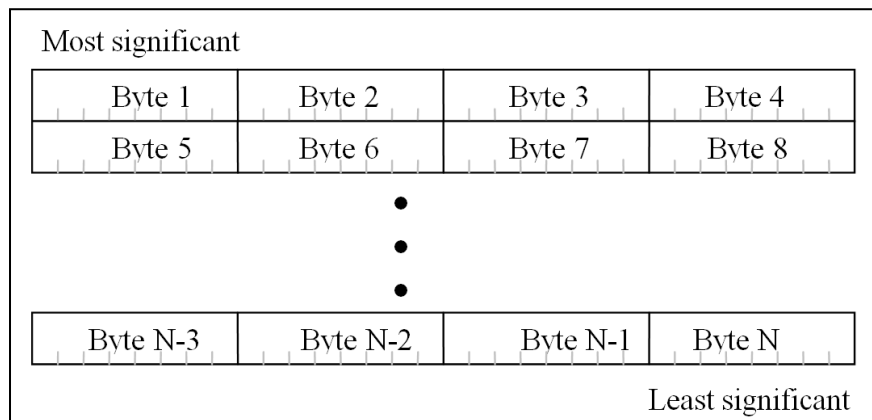 Most significant
Byte 1 Byte 2 Byte 3 Byte 4
Byte 5 Byte 6 Byte 7 Byte 8
Byte N-3 Byte N-2 Byte N-1 Byte N
Least significant